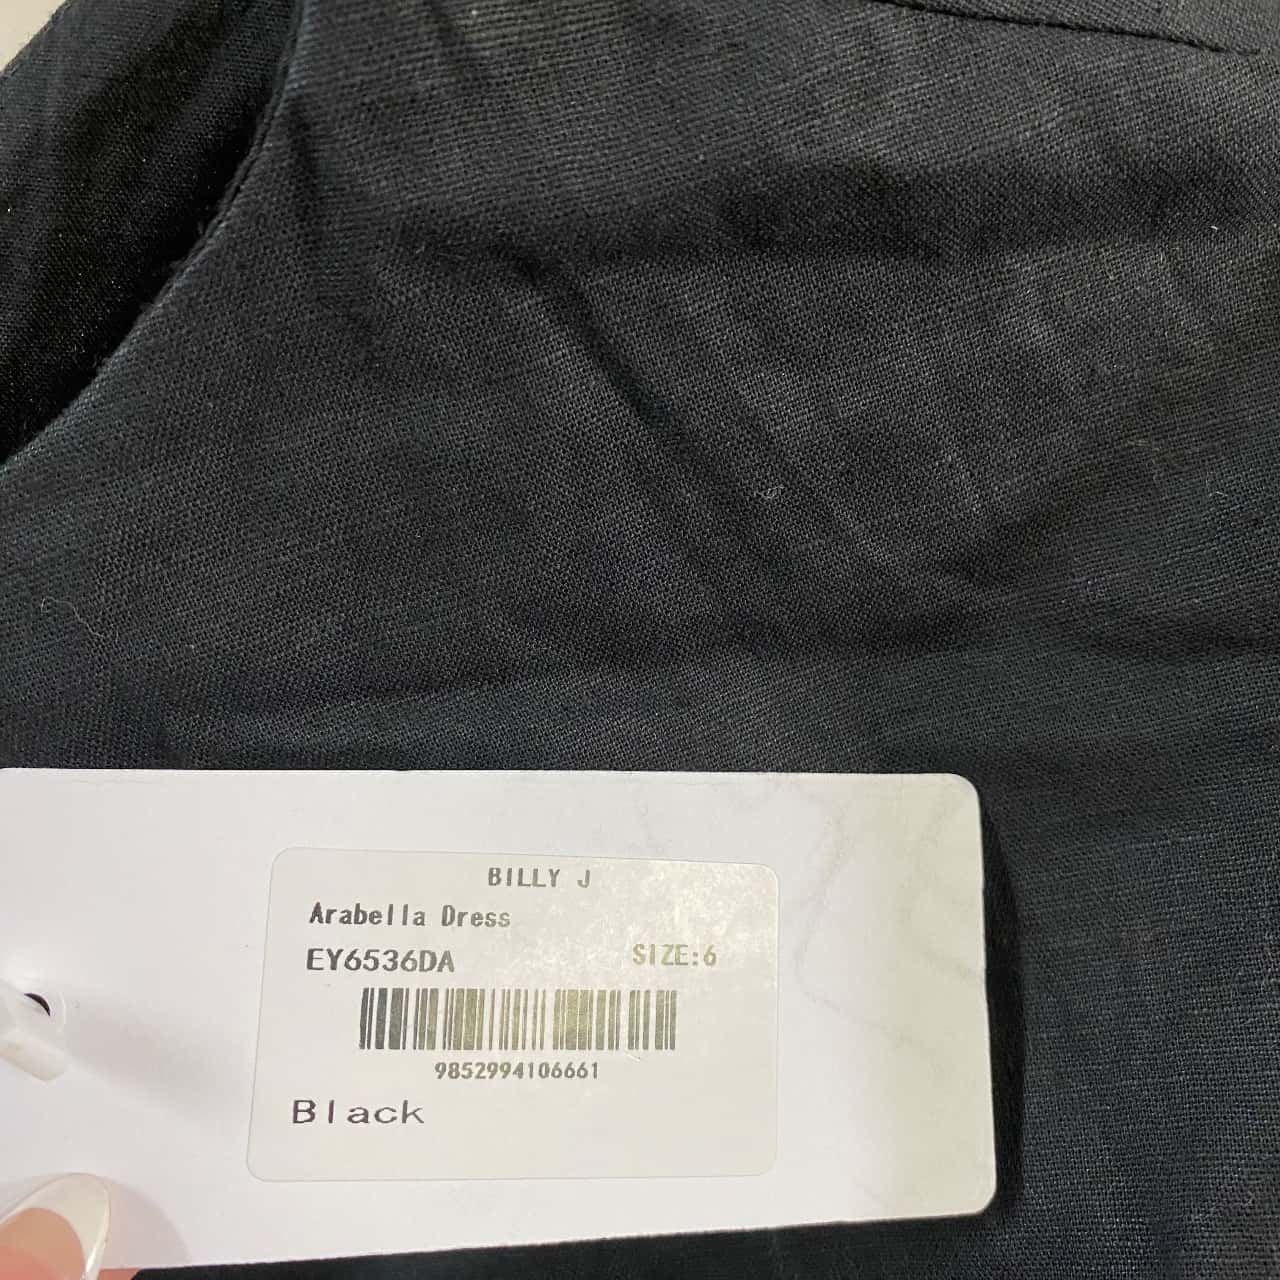 BILLY J
Arabella Dress
EY6536DA SIZE:6
9852994106661
Black